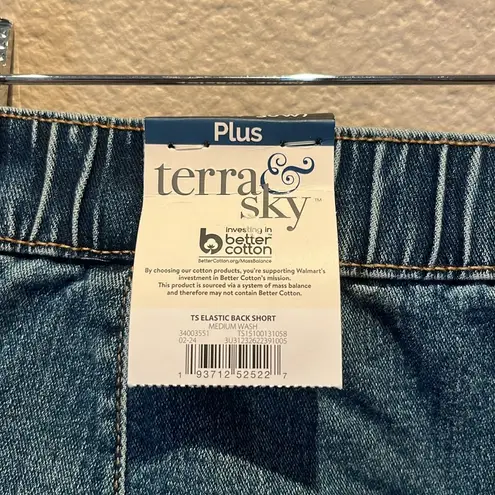 Plus
terra &
sky™
investing in
better
cotton
BetterCotton.org/MassBalance
By choosing our cotton products, you're supporting Walmart's
investment in Better Cotton's mission.
This product is sourced via a system of mass balance
and therefore may not contain Better Cotton.
TS ELASTIC BACK SHORT
MEDIUM WASH
34003551 TS15100131058
02-24 3U31232622391005
1 93712 52522 7